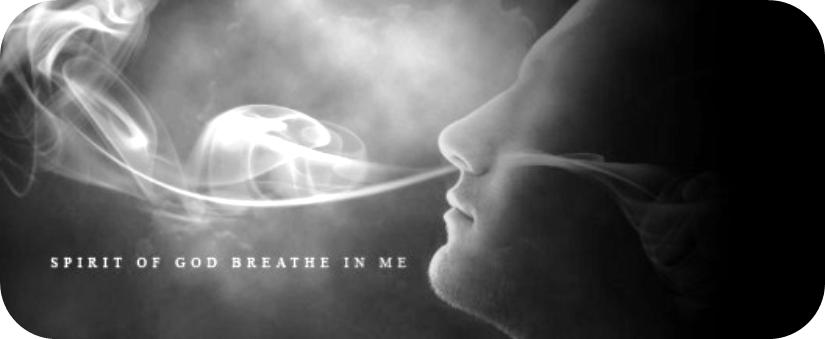 SPIRIT OF GOD BREATHE IN ME